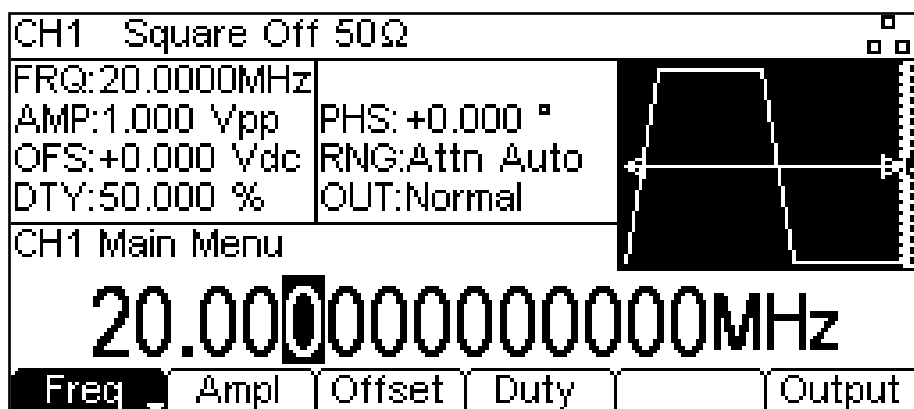 CH1 Square Off 50Ω
FRQ:20.0000MHz
AMP:1.000 Vpp PHS:+0.000 °
OFS:+0.000 Vdc RNG:Attn Auto
DTY:50.000 % OUT:Normal
CH1 Main Menu
20.000000000000MHz
Freq Ampl Offset Duty Output